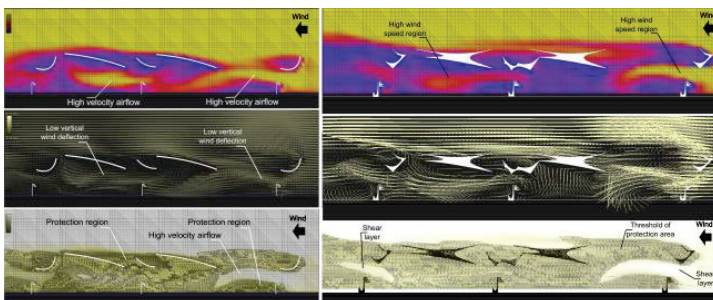 Wind
High velocity airflow
High velocity airflow
Low vertical
wind deflection
Low vertical
wind deflection
Protection region
Protection region
High velocity airflow
Wind
High wind
speed region
High wind
speed region
Wind
Shear
layer
Threshold of
protection area
Wind
Shear
layer